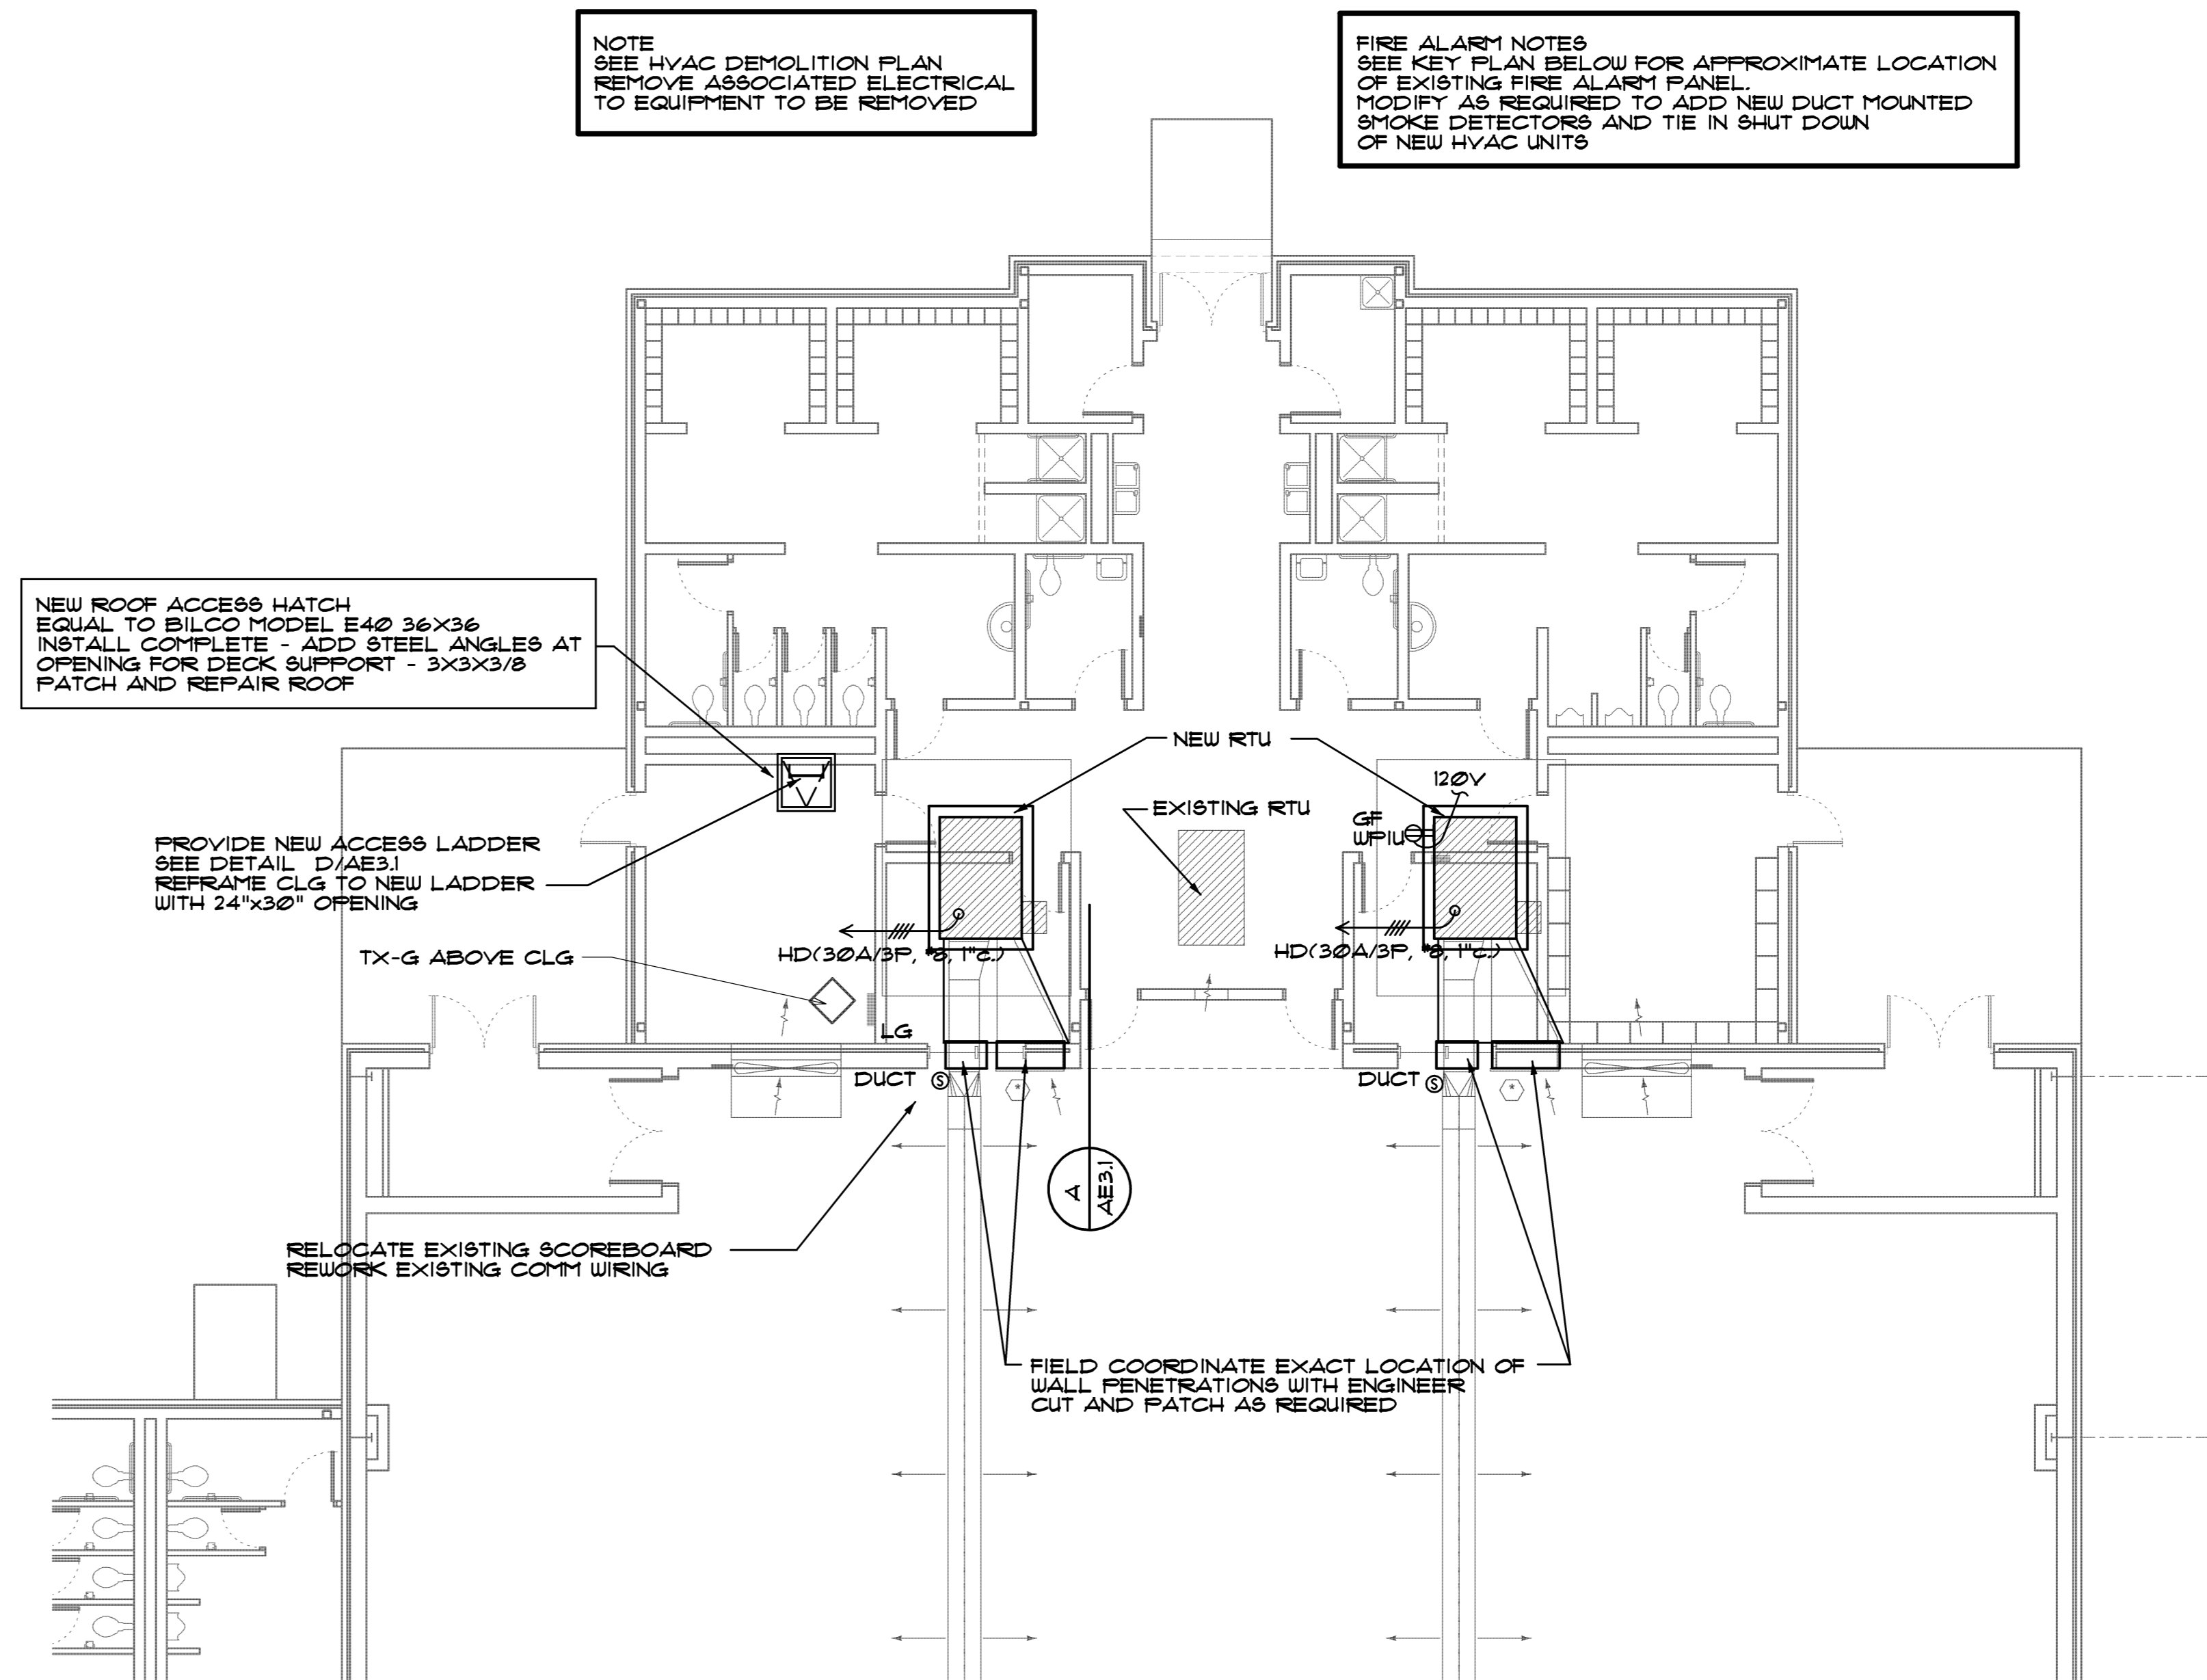 NOTE
SEE HVAC DEMOLITION PLAN
REMOVE ASSOCIATED ELECTRICAL
TO EQUIPMENT TO BE REMOVED
FIRE ALARM NOTES
SEE KEY PLAN BELOW FOR APPROXIMATE LOCATION
OF EXISTING FIRE ALARM PANEL.
MODIFY AS REQUIRED TO ADD NEW DUCT MOUNTED
SMOKE DETECTORS AND TIE IN SHUT DOWN
OF NEW HVAC UNITS
NEW ROOF ACCESS HATCH
EQUAL TO BILCO MODEL E40 36X36
INSTALL COMPLETE - ADD STEEL ANGLES AT
OPENING FOR DECK SUPPORT - 3X3X3/8
PATCH AND REPAIR ROOF
NEW RTU
120V
EXISTING RTU
GF
WPIU
PROVIDE NEW ACCESS LADDER
SEE DETAIL D/AE3.1
REFRAME CLG TO NEW LADDER
WITH 24"x30" OPENING
HD(30A/3P, #8, 1"c.)
HD(30A/3P, #8, 1"c.)
TX-G ABOVE CLG
LG
DUCT
S
*
DUCT
S
*
A
AE3.1
RELOCATE EXISTING SCOREBOARD
REWORK EXISTING COMM WIRING
FIELD COORDINATE EXACT LOCATION OF
WALL PENETRATIONS WITH ENGINEER
CUT AND PATCH AS REQUIRED